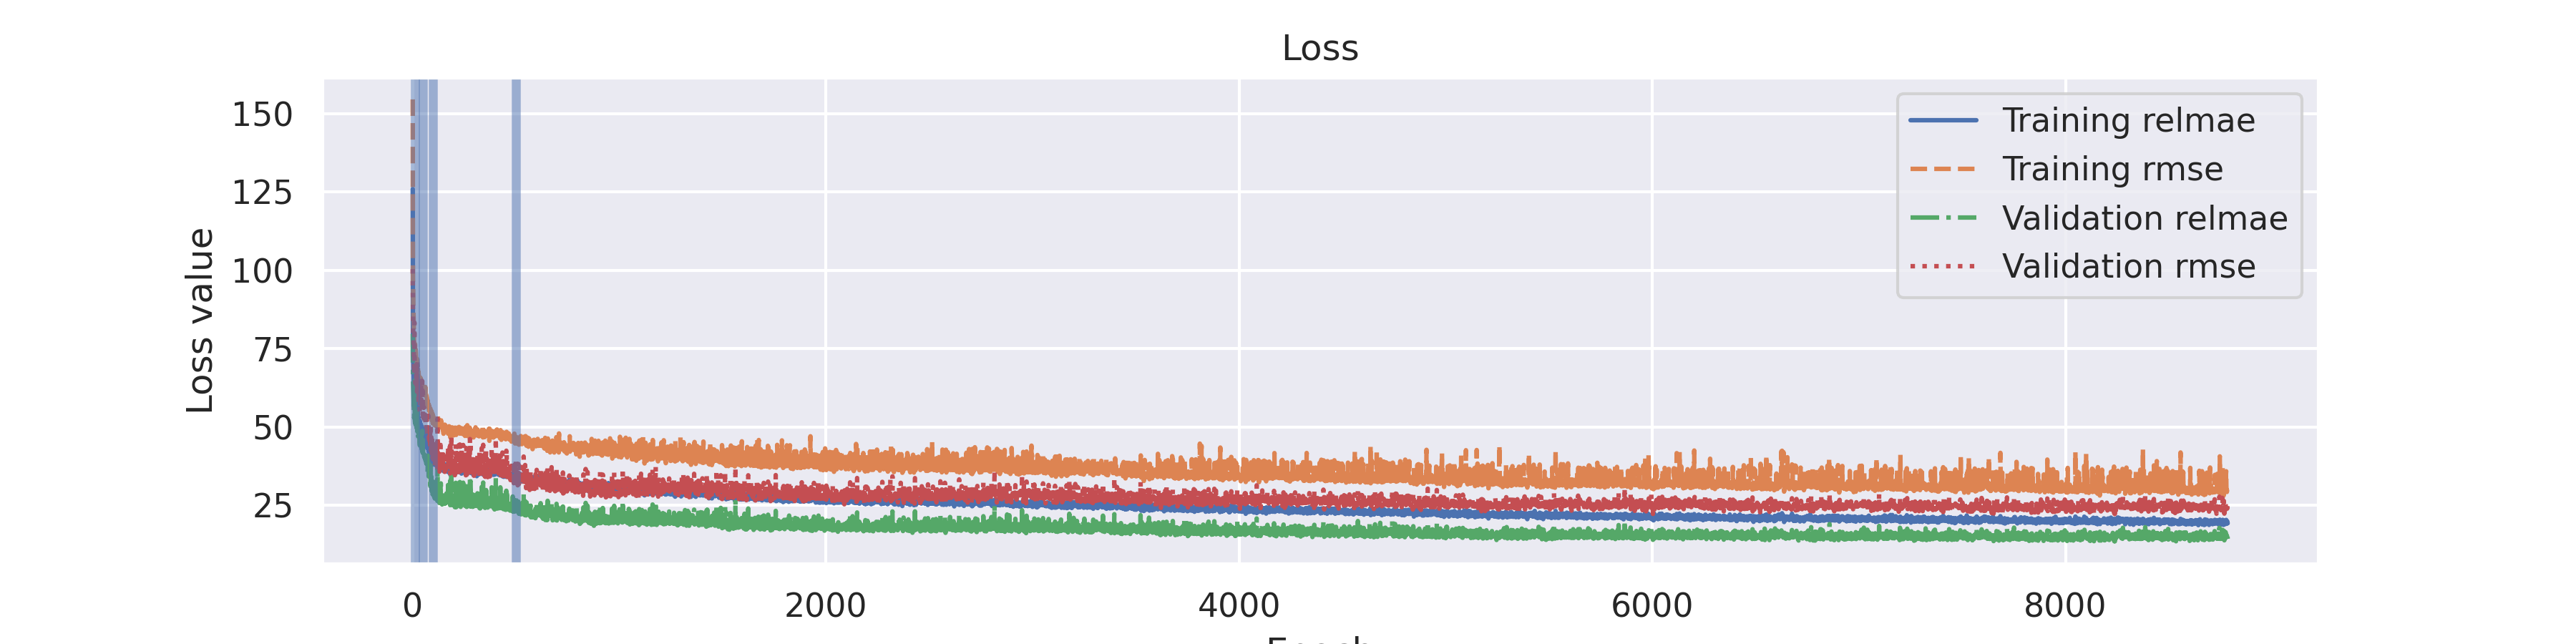 Loss
Loss value
150
125
100
75
50
25
0 2000 4000 6000 8000
Training relmae
Training rmse
Validation relmae
Validation rmse